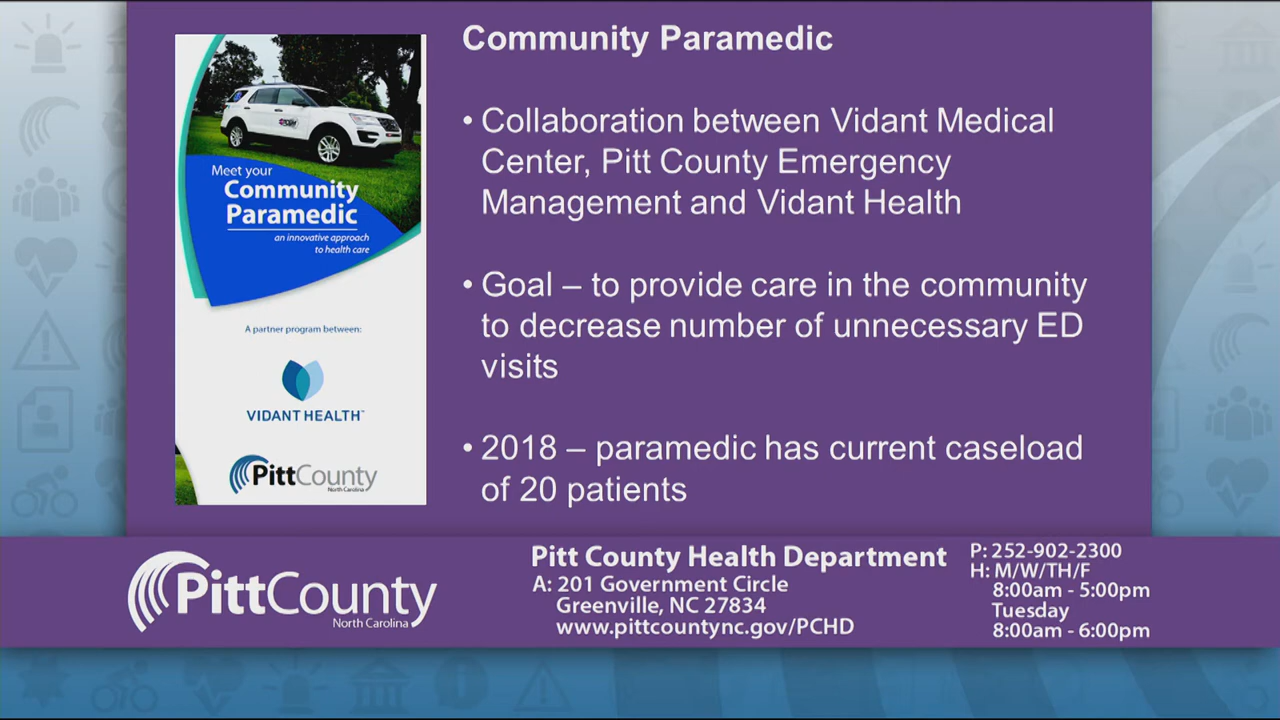 Community Paramedic
• Collaboration between Vidant Medical
Center, Pitt County Emergency
Management and Vidant Health
• Goal – to provide care in the community
to decrease number of unnecessary ED
visits
• 2018 – paramedic has current caseload
of 20 patients
Meet your
Community
Paramedic
an innovative approach
to health care
A partner program between:
VIDANT HEALTH™
PittCounty
North Carolina
PittCounty
North Carolina
Pitt County Health Department
A: 201 Government Circle
Greenville, NC 27834
www.pittcountync.gov/PCHD
P: 252-902-2300
H: M/W/TH/F
8:00am - 5:00pm
Tuesday
8:00am - 6:00pm